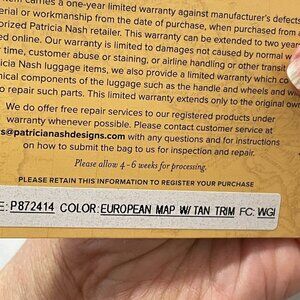 carries a one-year limited warranty against manufacturer's defects
erial or workmanship from the date of purchase, when purchased from a
orized Patricia Nash retailer. This warranty can be extended to two year
ed online. Our warranty is limited to damages not caused by normal w
time, customer abuse or staining, or airline handling or other transit
icia Nash luggage items, we also provide a limited warranty which co
nical components of the luggage such as the handle and wheels and wa
to repair such parts. This limited warranty extends only to the original ow
We do offer free repair services to our registered products under
warranty whenever possible. Please contact customer service at
s@patricianashdesigns.com with any questions and for instructions
on how to submit the bag to us for inspection and repair.
Please allow 4-6 weeks for processing.
PLEASE RETAIN THIS INFORMATION TO REGISTER YOUR PURCHASE
E: P872414 COLOR: EUROPEAN MAP W/ TAN TRIM FC: WGI